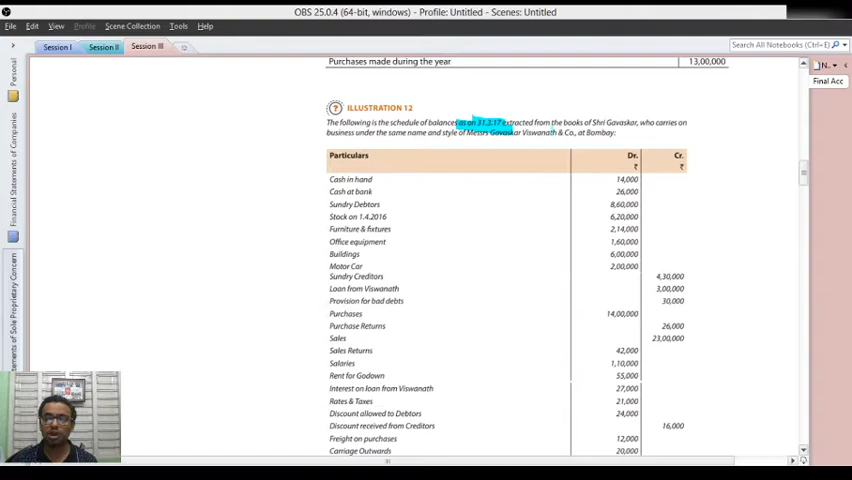 OBS 25.0.4 (64-bit, windows) - Profile: Untitled - Scenes: Untitled
File Edit View Profile Scene Collection Tools Help
Session I Session II Session III
Search All Notebooks (Ctrl+E)
N..
Final Acc
Personal
Financial Statements of Companies
tements of Sole Proprietary Concern
Purchases made during the year 13,00,000
? ILLUSTRATION 12
The following is the schedule of balances as on 31.3.17 extracted from the books of Shri Gavaskar, who carries on
business under the same name and style of Messrs Gavaskar Viswanath & Co., at Bombay:
Particulars Dr. Cr.
₹ ₹
Cash in hand 14,000
Cash at bank 26,000
Sundry Debtors 8,60,000
Stock on 1.4.2016 6,20,000
Furniture & fixtures 2,14,000
Office equipment 1,60,000
Buildings 6,00,000
Motor Car 2,00,000
Sundry Creditors 4,30,000
Loan from Viswanath 3,00,000
Provision for bad debts 30,000
Purchases 14,00,000
Purchase Returns 26,000
Sales 23,00,000
Sales Returns 42,000
Salaries 1,10,000
Rent for Godown 55,000
Interest on loan from Viswanath 27,000
Rates & Taxes 21,000
Discount allowed to Debtors 24,000
Discount received from Creditors 16,000
Freight on purchases 12,000
Carriage Outwards 20,000